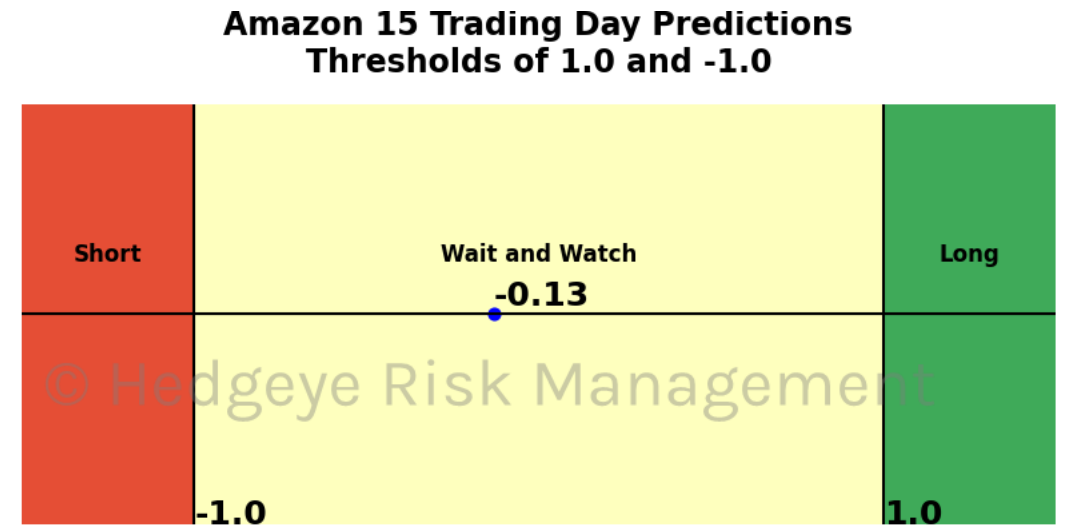 Amazon 15 Trading Day Predictions
Thresholds of 1.0 and -1.0
Short
Wait and Watch
Long
-0.13
© Hedgeye Risk Management
-1.0
1.0